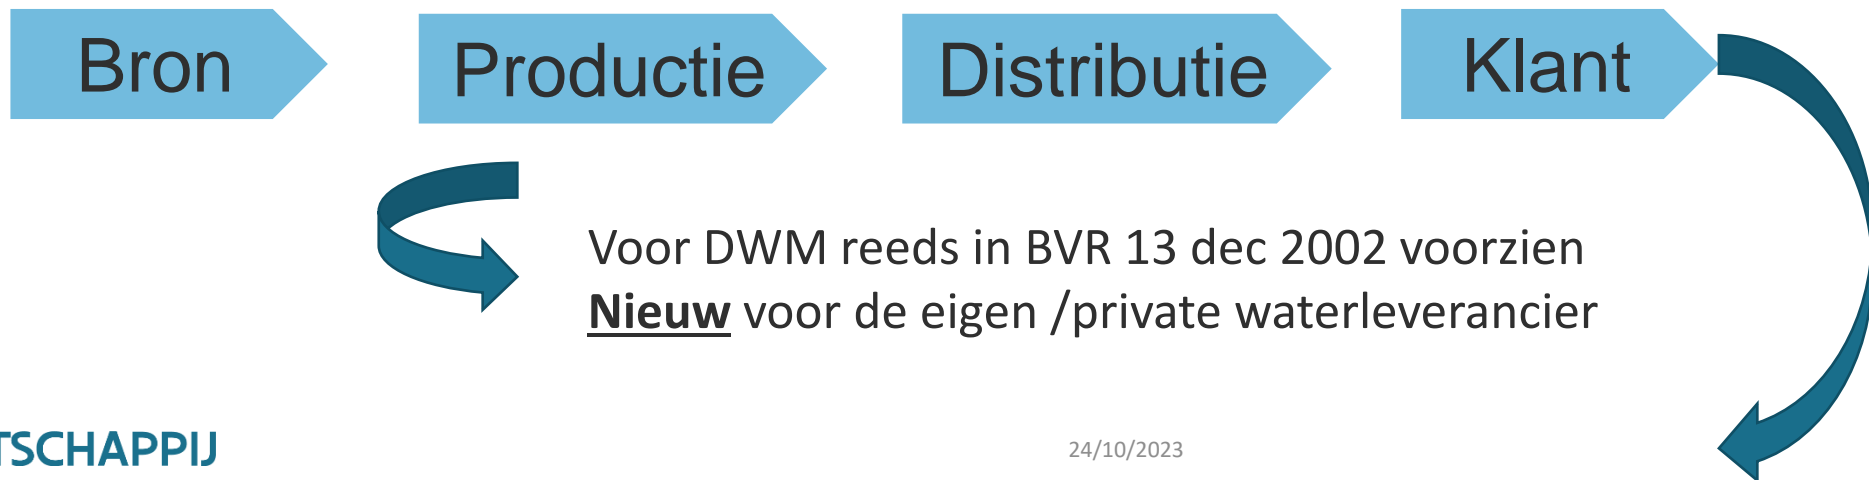 Bron
Productie
Distributie
Klant
Voor DWM reeds in BVR 13 dec 2002 voorzien
Nieuw voor de eigen /private waterleverancier
TSCHAPPIJ
24/10/2023